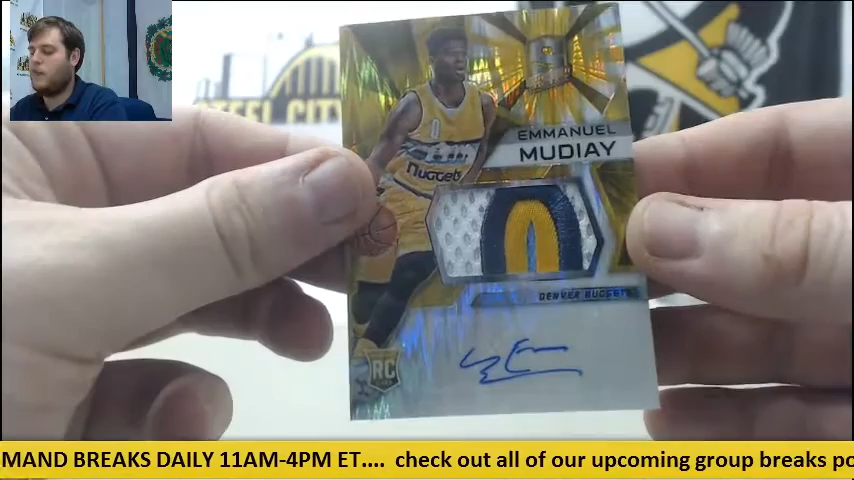 STEEL CITY
EMMANUEL
MUDIAY
0
Nuggets
DENVER NUGGETS
RC
MAND BREAKS DAILY 11AM-4PM ET.... check out all of our upcoming group breaks po